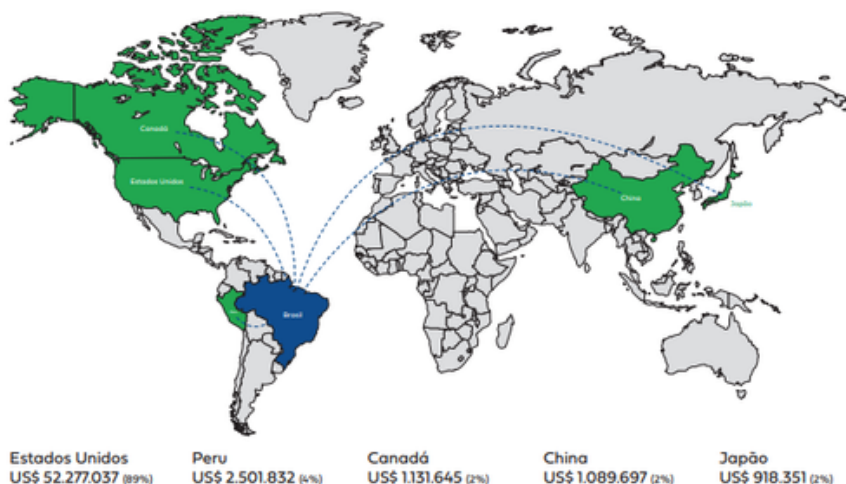 Canadá
Estados Unidos
China
Japão
Brasil
Estados Unidos
US$ 52.277.037 (89%)
Peru
US$ 2.501.832 (4%)
Canadá
US$ 1.131.645 (2%)
China
US$ 1.089.697 (2%)
Japão
US$ 918.351 (2%)